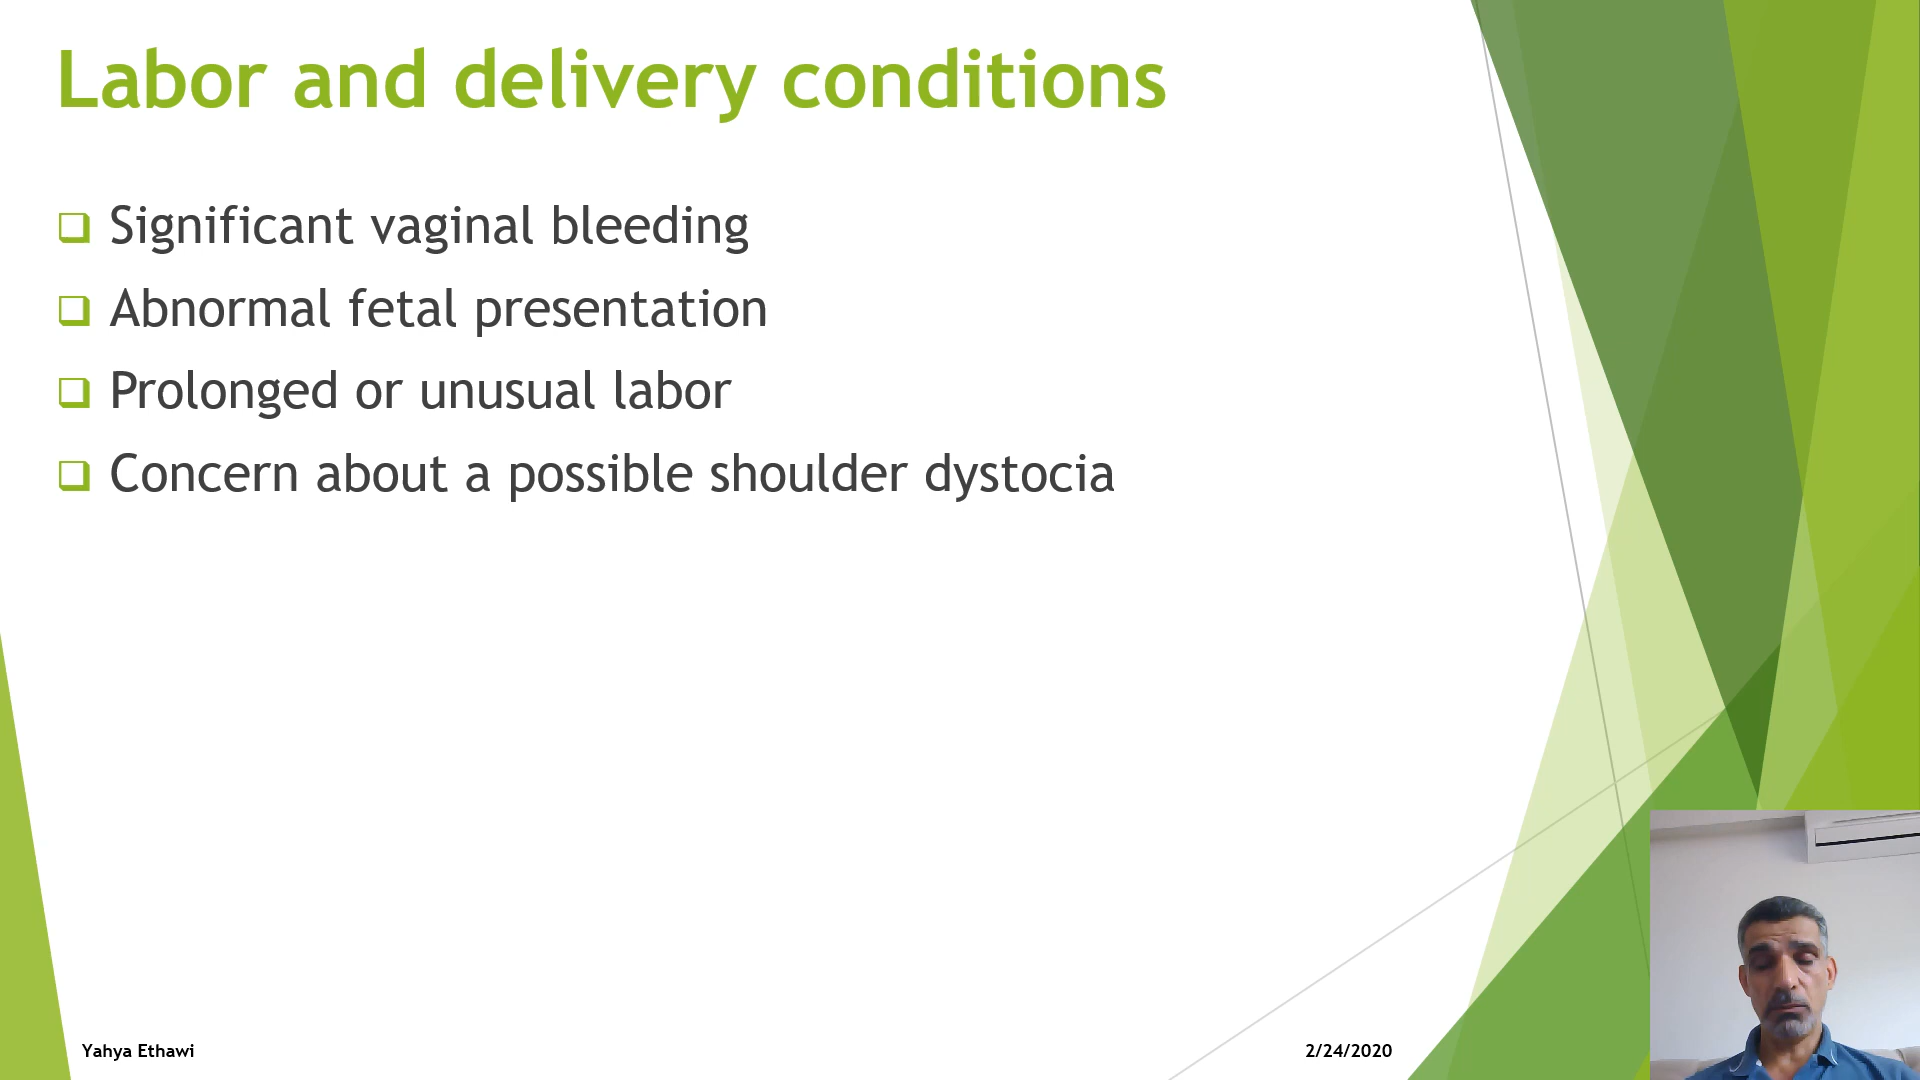 Labor and delivery conditions
Significant vaginal bleeding
Abnormal fetal presentation
Prolonged or unusual labor
Concern about a possible shoulder dystocia
Yahya Ethawi
2/24/2020